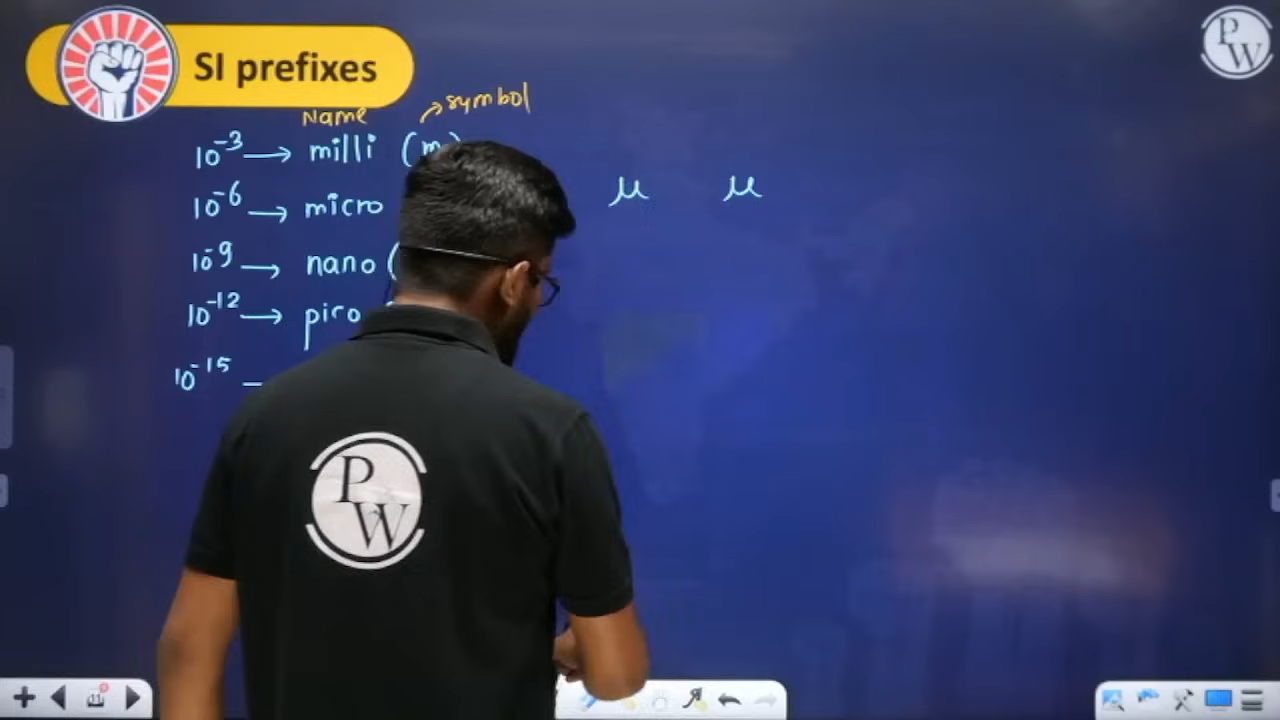 SI prefixes
PW
Name symbol
10⁻³ → milli (m)
μ μ
10⁻⁶ → micro
10⁻⁹ → nano (
10⁻¹² → pico
10⁻¹⁵ –
PW
11